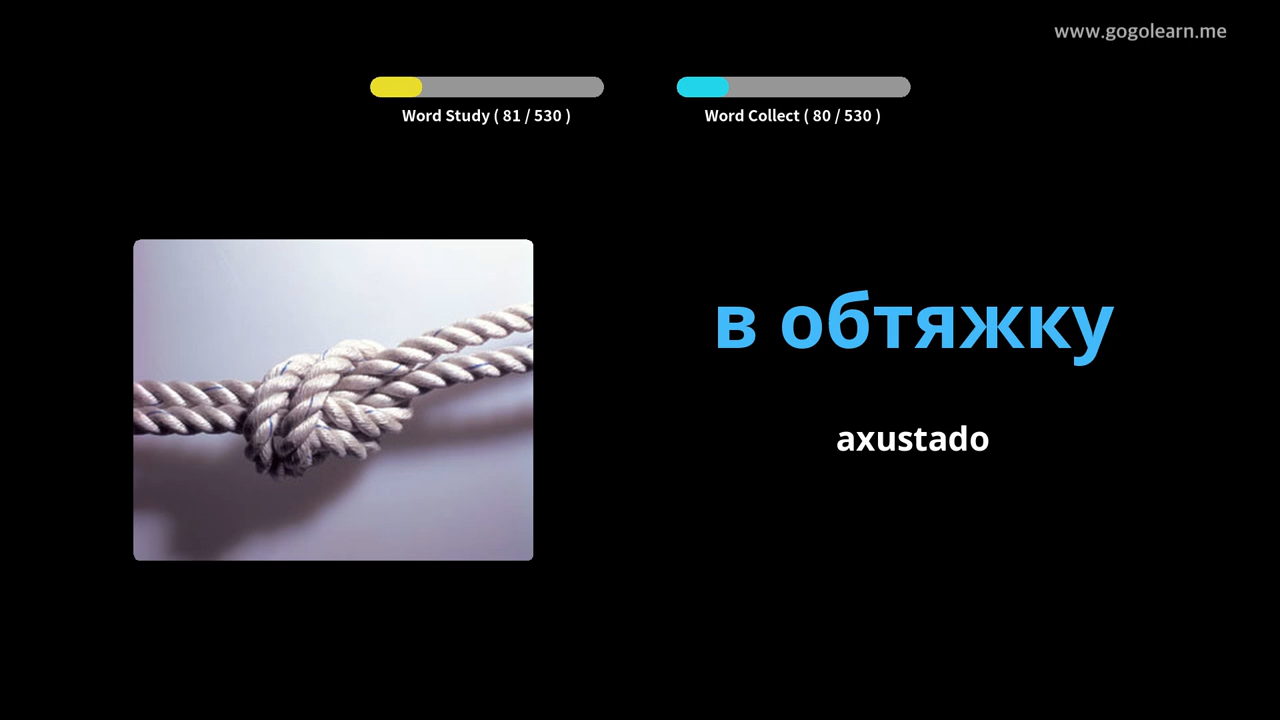 www.gogolearn.me
Word Study ( 81 / 530 )
Word Collect ( 80 / 530 )
в обтяжку
axustado